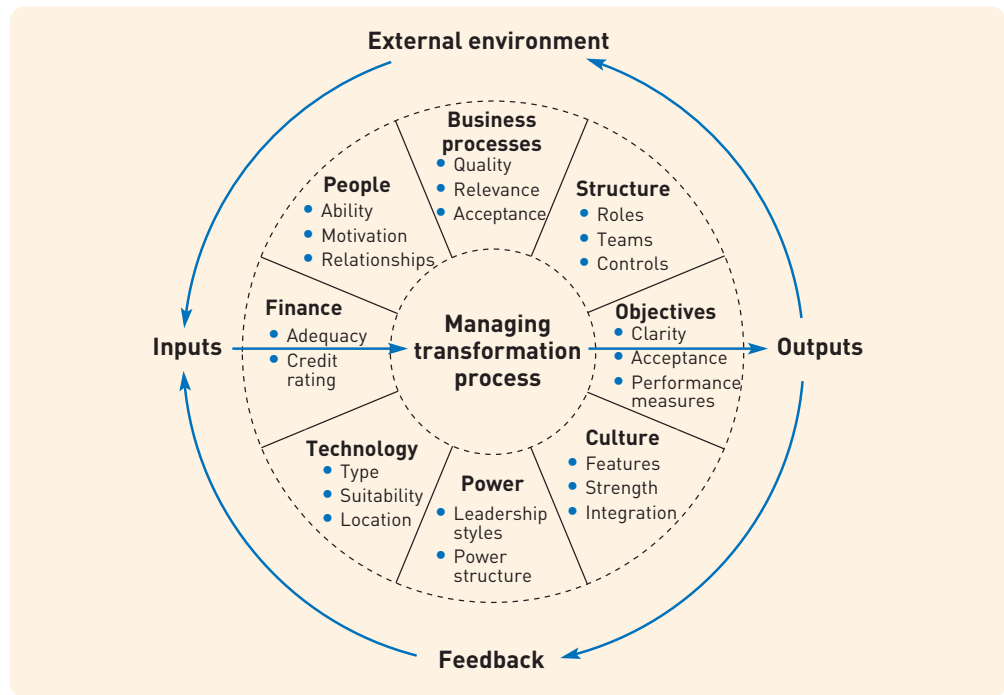 External environment
Business
processes
• Quality
• Relevance
• Acceptance
People
• Ability
• Motivation
• Relationships
Structure
• Roles
• Teams
• Controls
Finance
• Adequacy
• Credit
rating
Inputs
Managing
transformation
process
Objectives
• Clarity
• Acceptance
• Performance
measures
Outputs
Technology
• Type
• Suitability
• Location
Power
• Leadership
styles
• Power
structure
Culture
• Features
• Strength
• Integration
Feedback